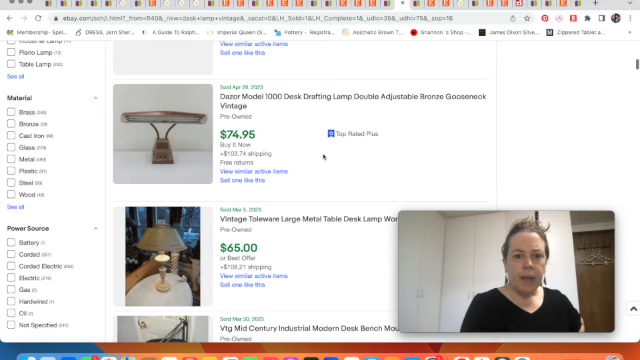 ebay.com/sch/i.html?_from=R40&_nkw=desk+lamp+vintage&_sacat=0&LH_Sold=1&LH_Complete=1&_udlo=35&_udhi=75&_sop=16
Membership - Spell
DRESS, Jerri Sher
A Guide To Ralph
Imperial Queen (S
Pottery - Registra
Aesthetic Brown T
Shannon 's Shop
James Dixon Silver
Zippered Tablet a
Industrial Lamp
Piano Lamp
Table Lamp
See all
View similar active items
Sell one like this
Material
Brass
Bronze
Cast Iron
Glass
Metal
Plastic
Steel
Wood
See all
Power Source
Battery
Corded
Corded Electric
Electric
Gas
Hardwired
Oil
Not Specified
Sold Apr 26, 2023
Dazor Model 1000 Desk Drafting Lamp Double Adjustable Bronze Gooseneck
Vintage
Pre-Owned
$74.95
Top Rated Plus
Buy It Now
+$103.74 shipping
Free returns
View similar active items
Sell one like this
Sold Mar 5, 2023
Vintage Toleware Large Metal Table Desk Lamp
Pre-Owned
$65.00
or Best Offer
+$108.21 shipping
View similar active items
Sell one like this
Sold Mar 30, 2023
Vtg Mid Century Industrial Modern Desk Bench